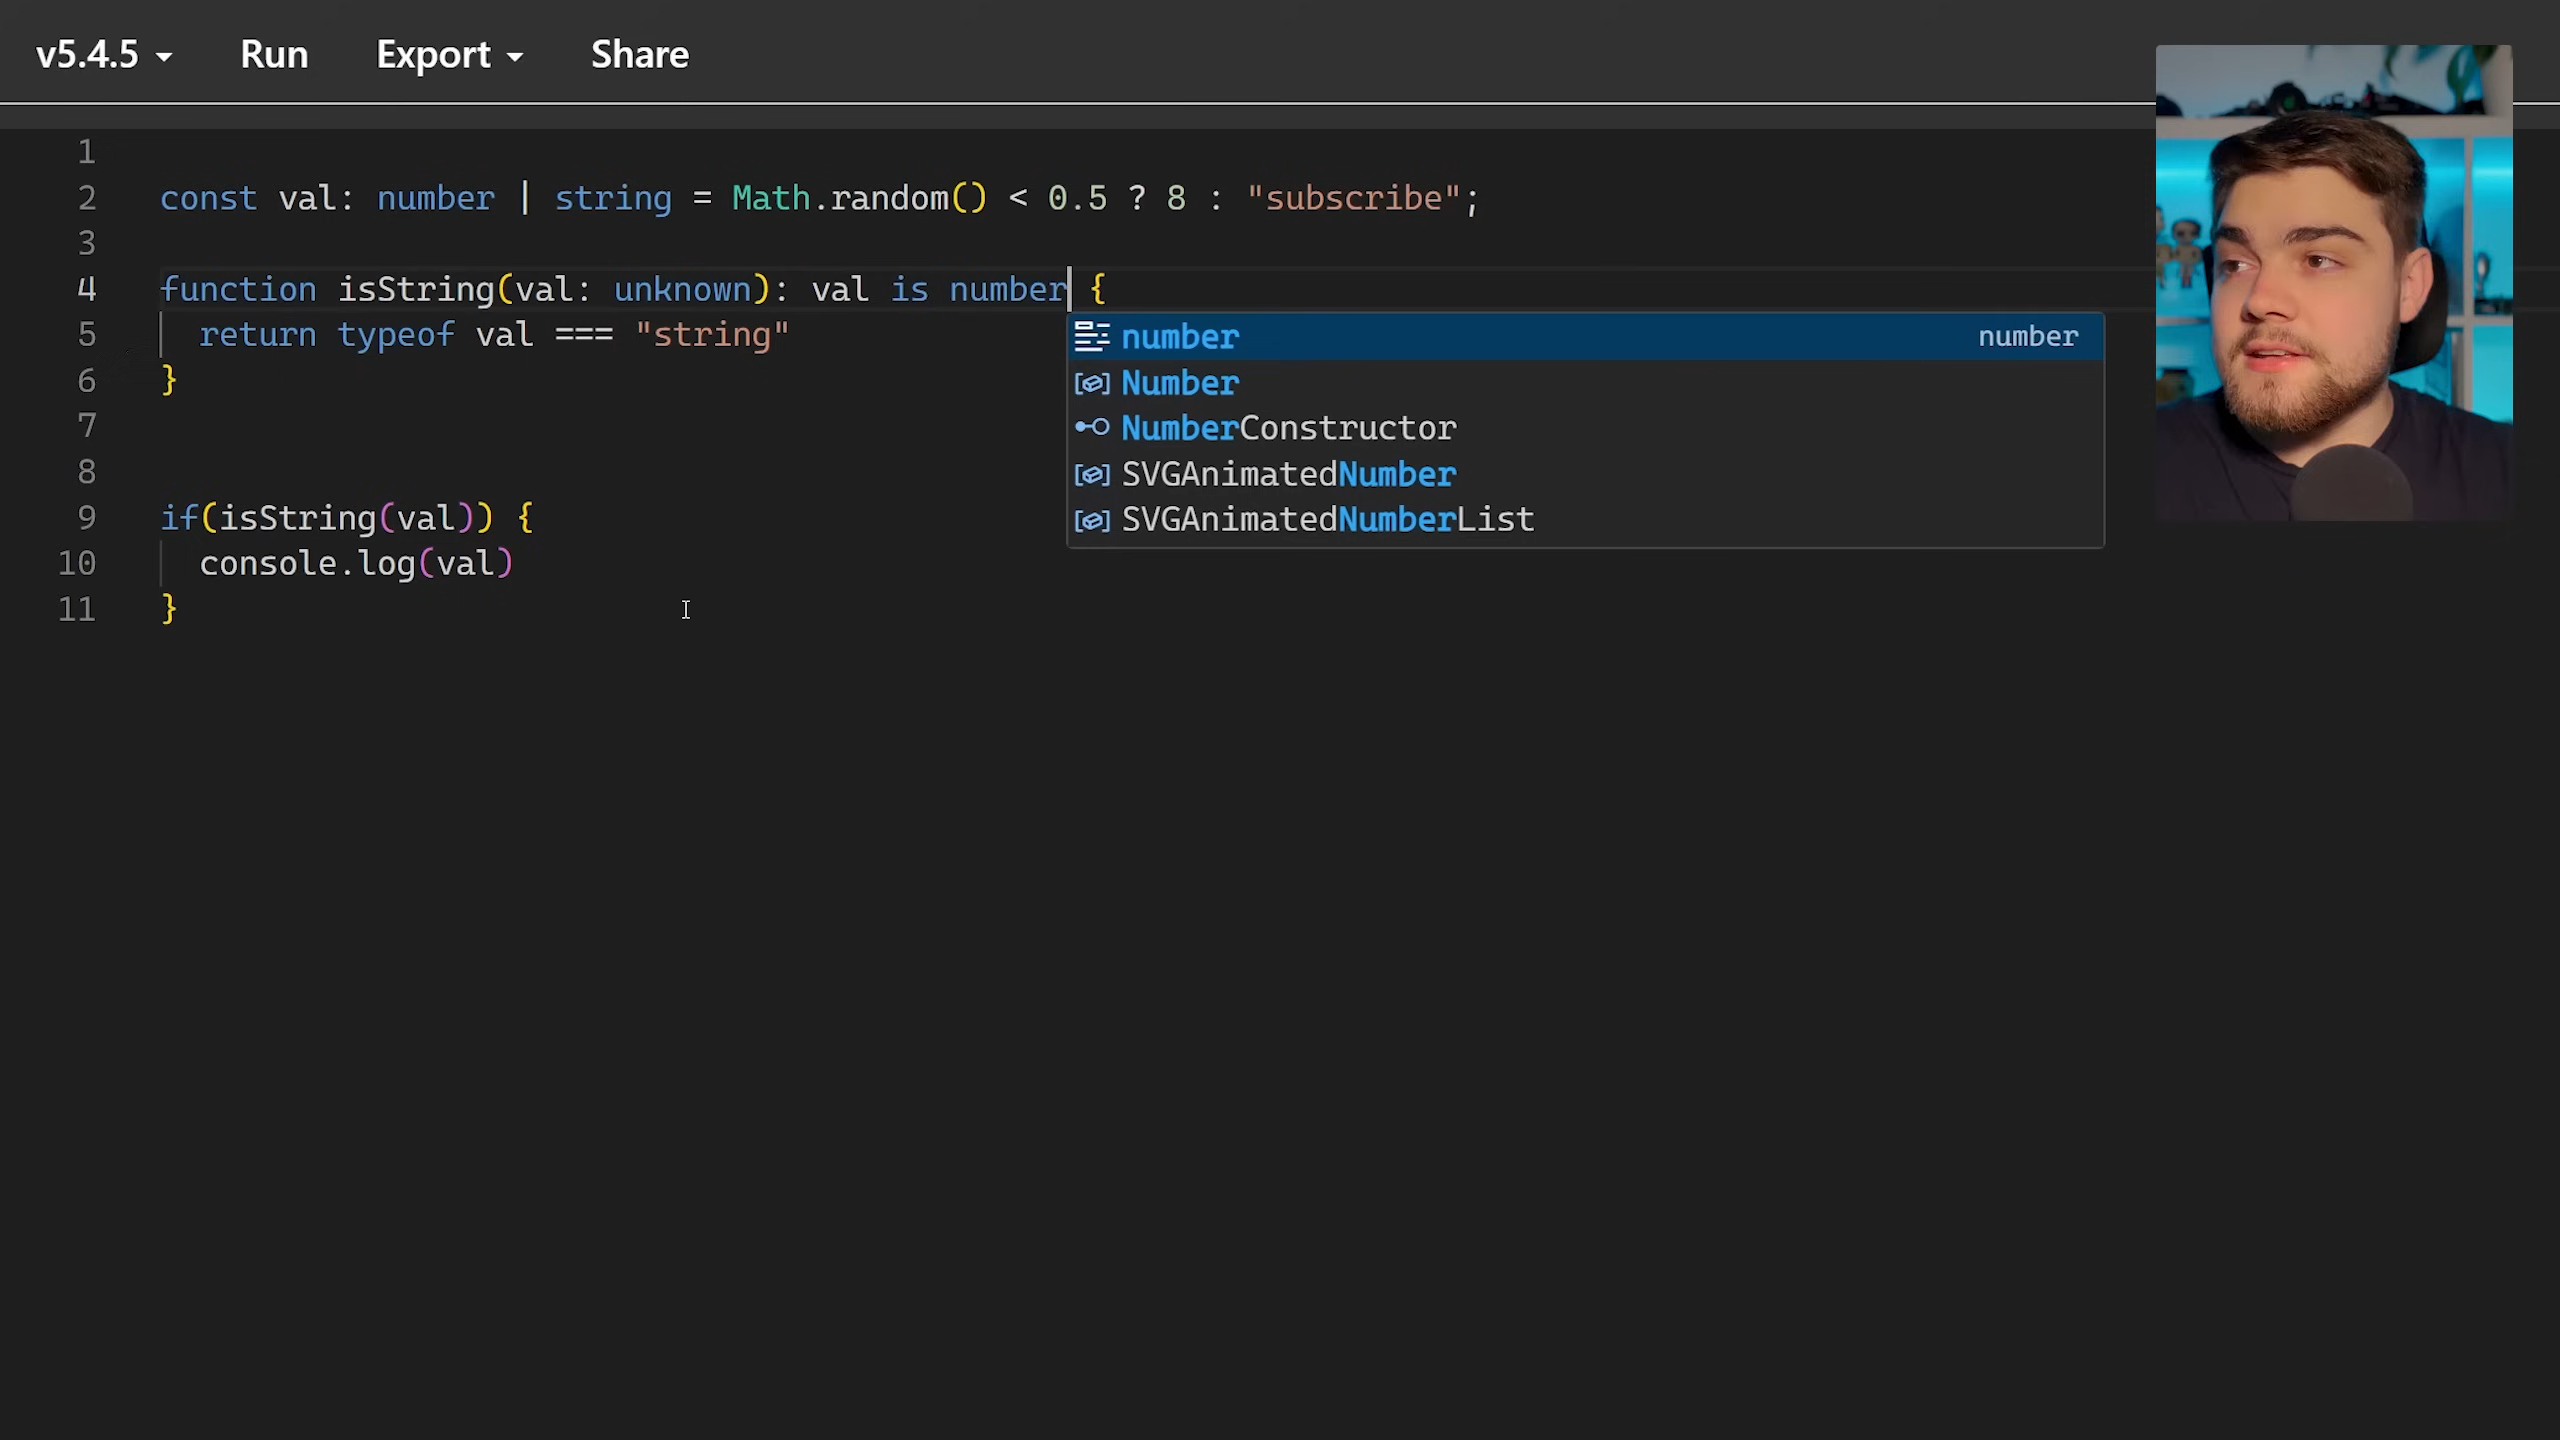 v5.4.5 Run Export Share
1
2 const val: number | string = Math.random() < 0.5 ? 8 : "subscribe";
3
4 function isString(val: unknown): val is number {
5 return typeof val === "string"
6 }
7
8
9 if(isString(val)) {
10 console.log(val)
11 }
number number
Number
NumberConstructor
SVGAnimatedNumber
SVGAnimatedNumberList